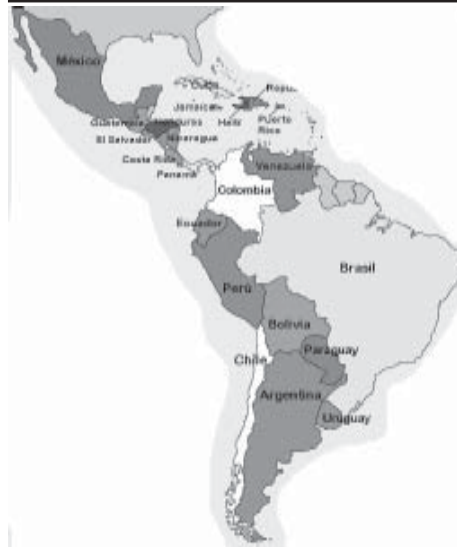 México
Cuba
Repu
Jamaica
Haití
Puerto
Rico
Guatemala
Honduras
El Salvador
Nicaragua
Costa Rica
Panamá
Venezuela
Colombia
Ecuador
Brasil
Perú
Bolivia
Paraguay
Chile
Argentina
Uruguay